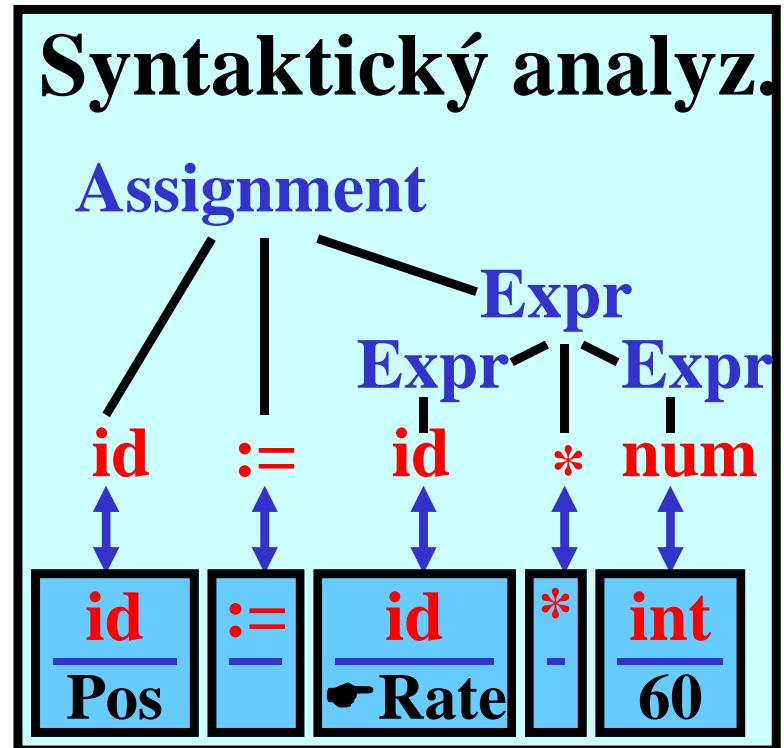 Syntaktický analyz.
Assignment
Expr
Expr Expr
id := id * num
id := id * int
Pos ☛Rate 60